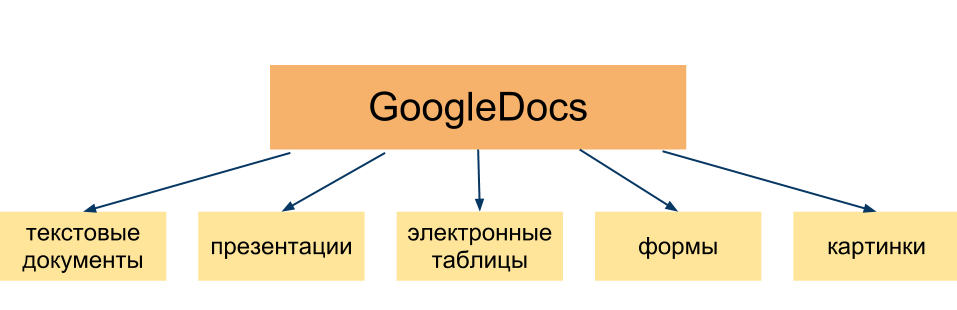 GoogleDocs
текстовые
документы
презентации
электронные
таблицы
формы
картинки